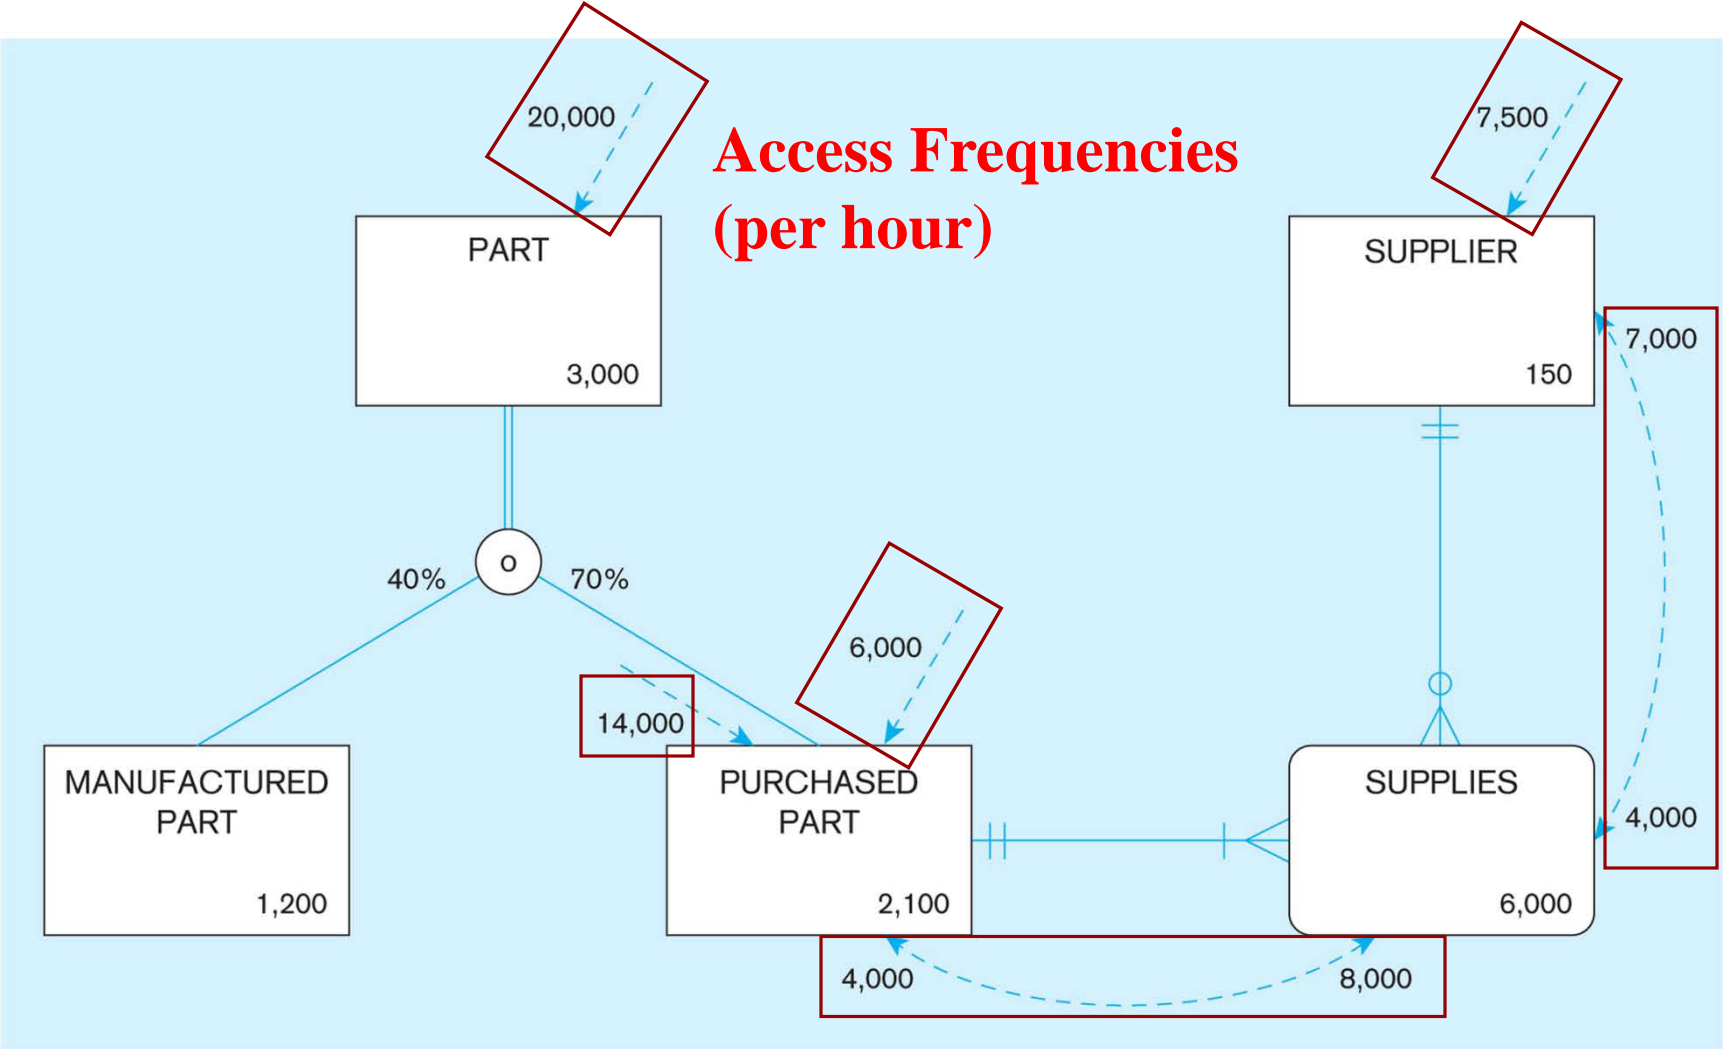 20,000
7,500
Access Frequencies
(per hour)
PART
3,000
SUPPLIER
150
7,000
40%
o
70%
6,000
14,000
MANUFACTURED
PART
1,200
PURCHASED
PART
2,100
SUPPLIES
6,000
4,000
4,000
8,000